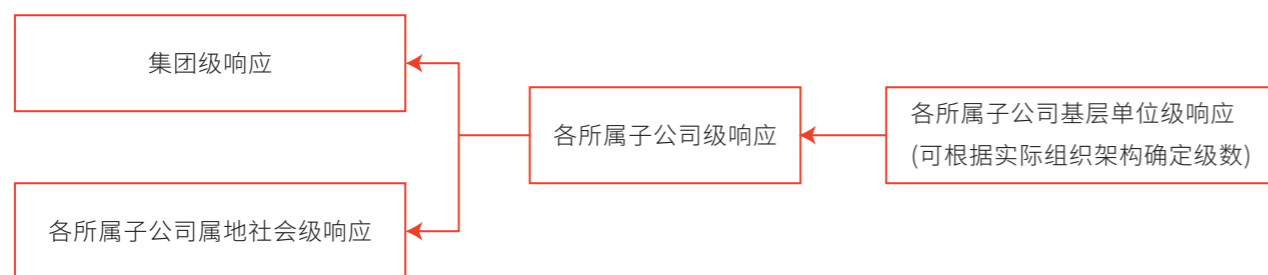 集团级响应
各所属子公司级响应
各所属子公司基层单位级响应
(可根据实际组织架构确定级数)
各所属子公司属地社会级响应